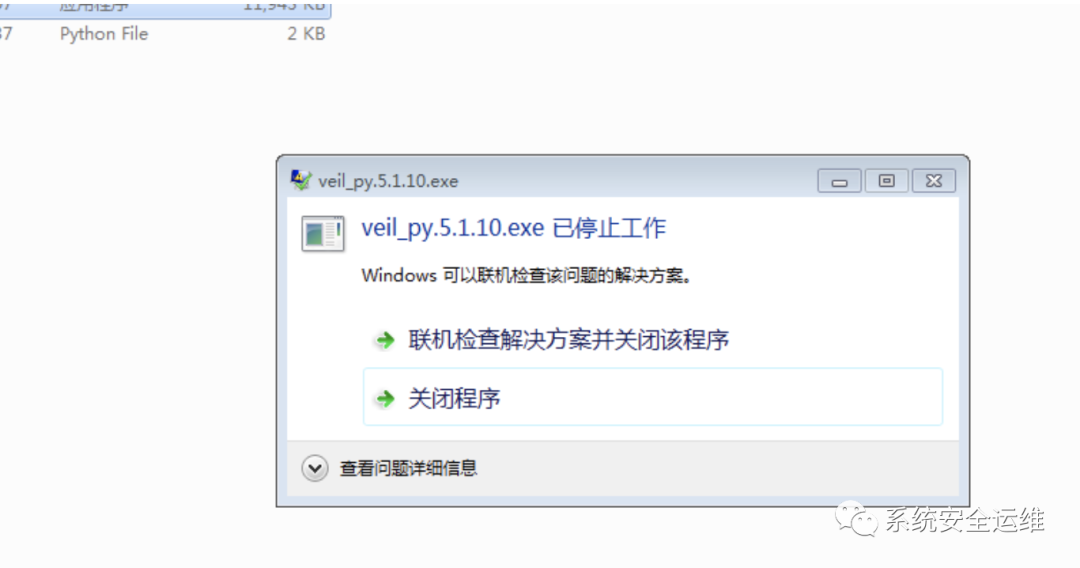 应用程序 11,943 KB
37 Python File 2 KB
veil_py.5.1.10.exe
veil_py.5.1.10.exe 已停止工作
Windows 可以联机检查该问题的解决方案。
联机检查解决方案并关闭该程序
关闭程序
查看问题详细信息
系统安全运维